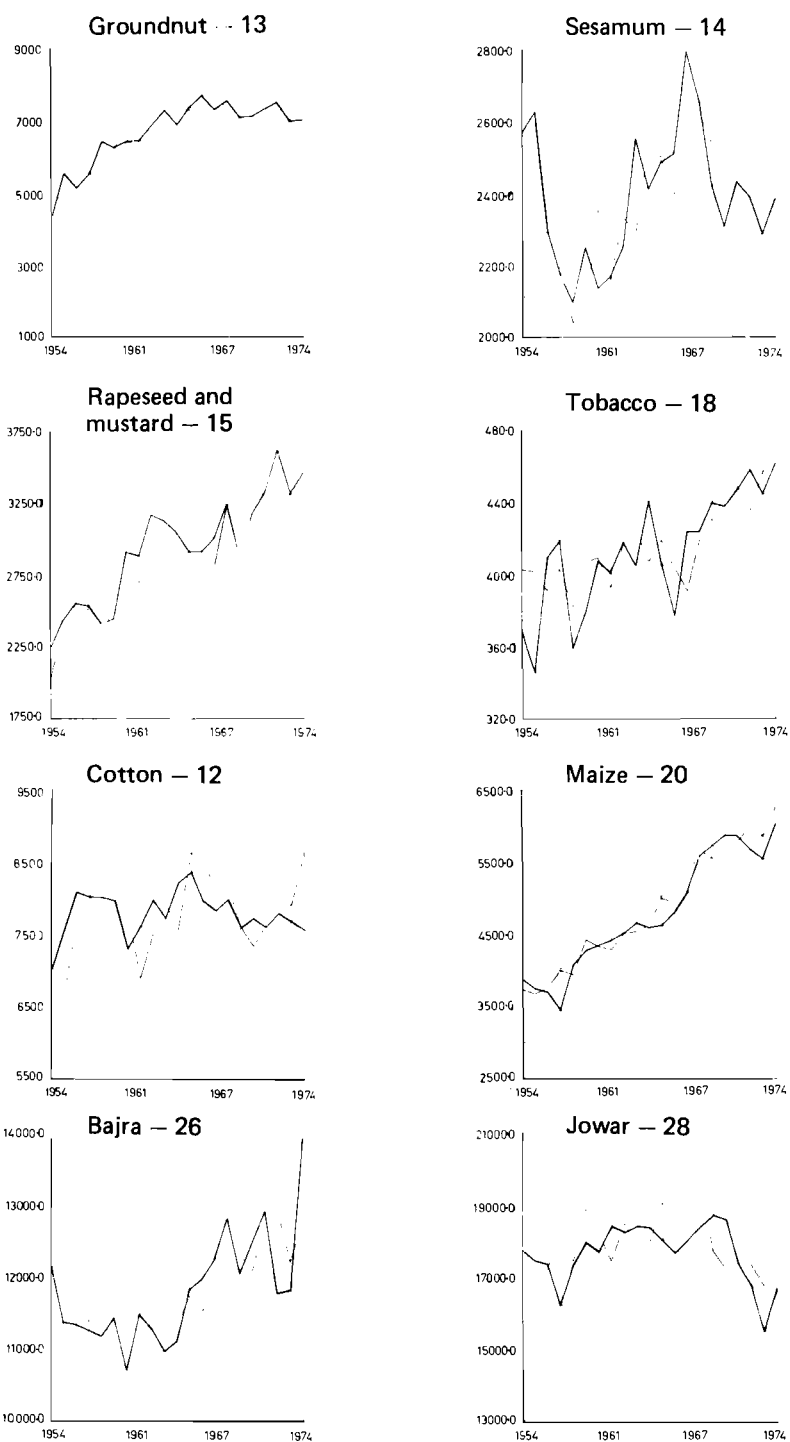 Groundnut - 13
9000
7000
5000
3000
1000
1954 1961 1967 1974
Sesamum — 14
2800·0
2600·0
2400·0
2200·0
2000·0
1954 1961 1967 1974
Rapeseed and
mustard — 15
3750·0
3250·0
2750·0
2250·0
1750·0
1954 1961 1967 1974
Tobacco — 18
480·0
440·0
400·0
360·0
320·0
1954 1961 1967 1974
Cotton — 12
9500
8500
7500
6500
5500
1954 1961 1967 1974
Maize — 20
6500·0
5500·0
4500·0
3500·0
2500·0
1954 1961 1967 1974
Bajra — 26
14000·0
13000·0
12000·0
11000·0
10000·0
1954 1961 1967 1974
Jowar — 28
21000·0
19000·0
17000·0
15000·0
13000·0
1954 1961 1967 1974